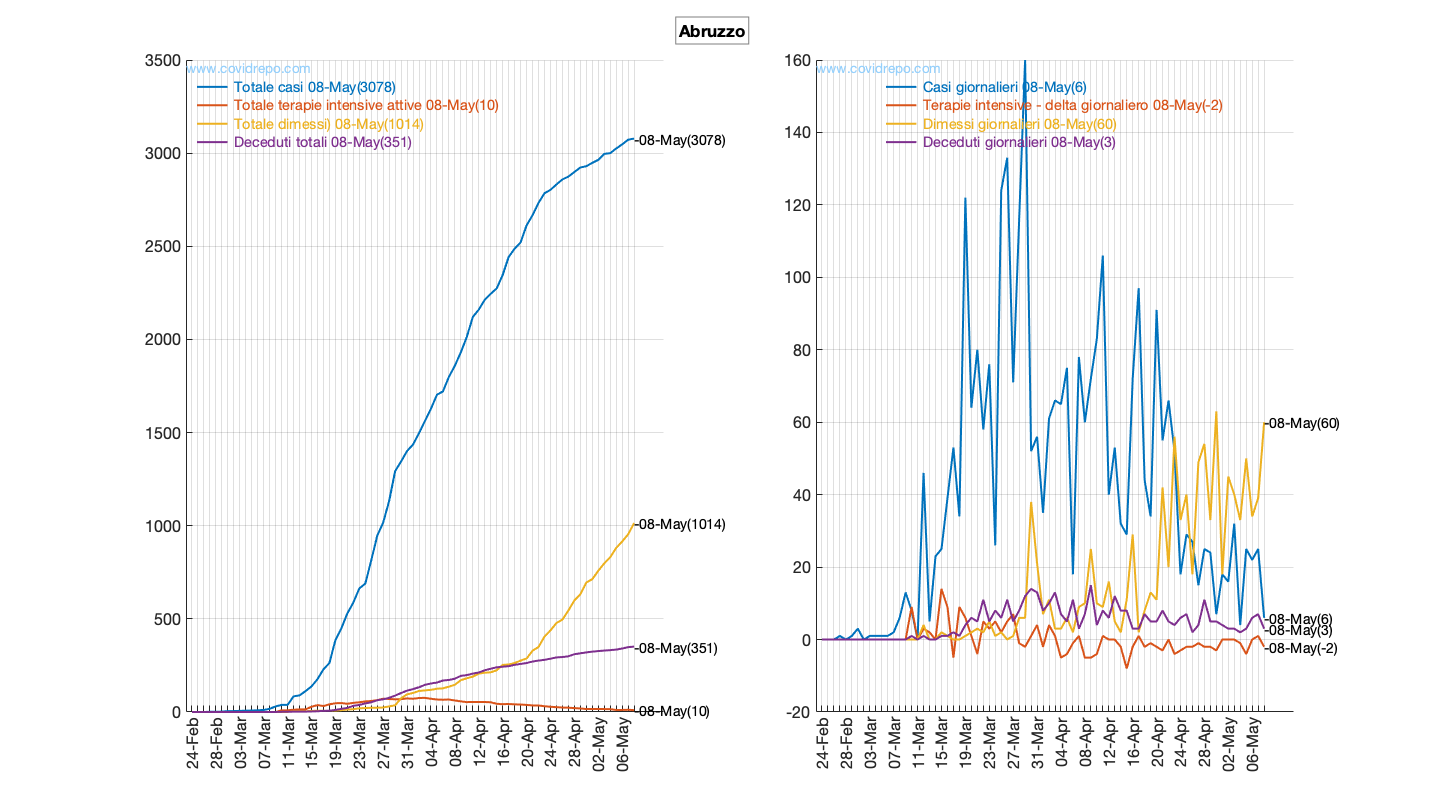 Abruzzo
www.covidrepo.com
Totale casi 08-May(3078)
Totale terapie intensive attive 08-May(10)
Totale dimessi) 08-May(1014)
Deceduti totali 08-May(351)
3500
3000
2500
2000
1500
1000
500
0
08-May(3078)
08-May(1014)
08-May(351)
08-May(10)
24-Feb
28-Feb
03-Mar
07-Mar
11-Mar
15-Mar
19-Mar
23-Mar
27-Mar
31-Mar
04-Apr
08-Apr
12-Apr
16-Apr
20-Apr
24-Apr
28-Apr
02-May
06-May
www.covidrepo.com
Casi giornalieri 08-May(6)
Terapie intensive - delta giornaliero 08-May(-2)
Dimessi giornalieri 08-May(60)
Deceduti giornalieri 08-May(3)
160
140
120
100
80
60
40
20
0
-20
08-May(60)
08-May(6)
08-May(3)
08-May(-2)
24-Feb
28-Feb
03-Mar
07-Mar
11-Mar
15-Mar
19-Mar
23-Mar
27-Mar
31-Mar
04-Apr
08-Apr
12-Apr
16-Apr
20-Apr
24-Apr
28-Apr
02-May
06-May